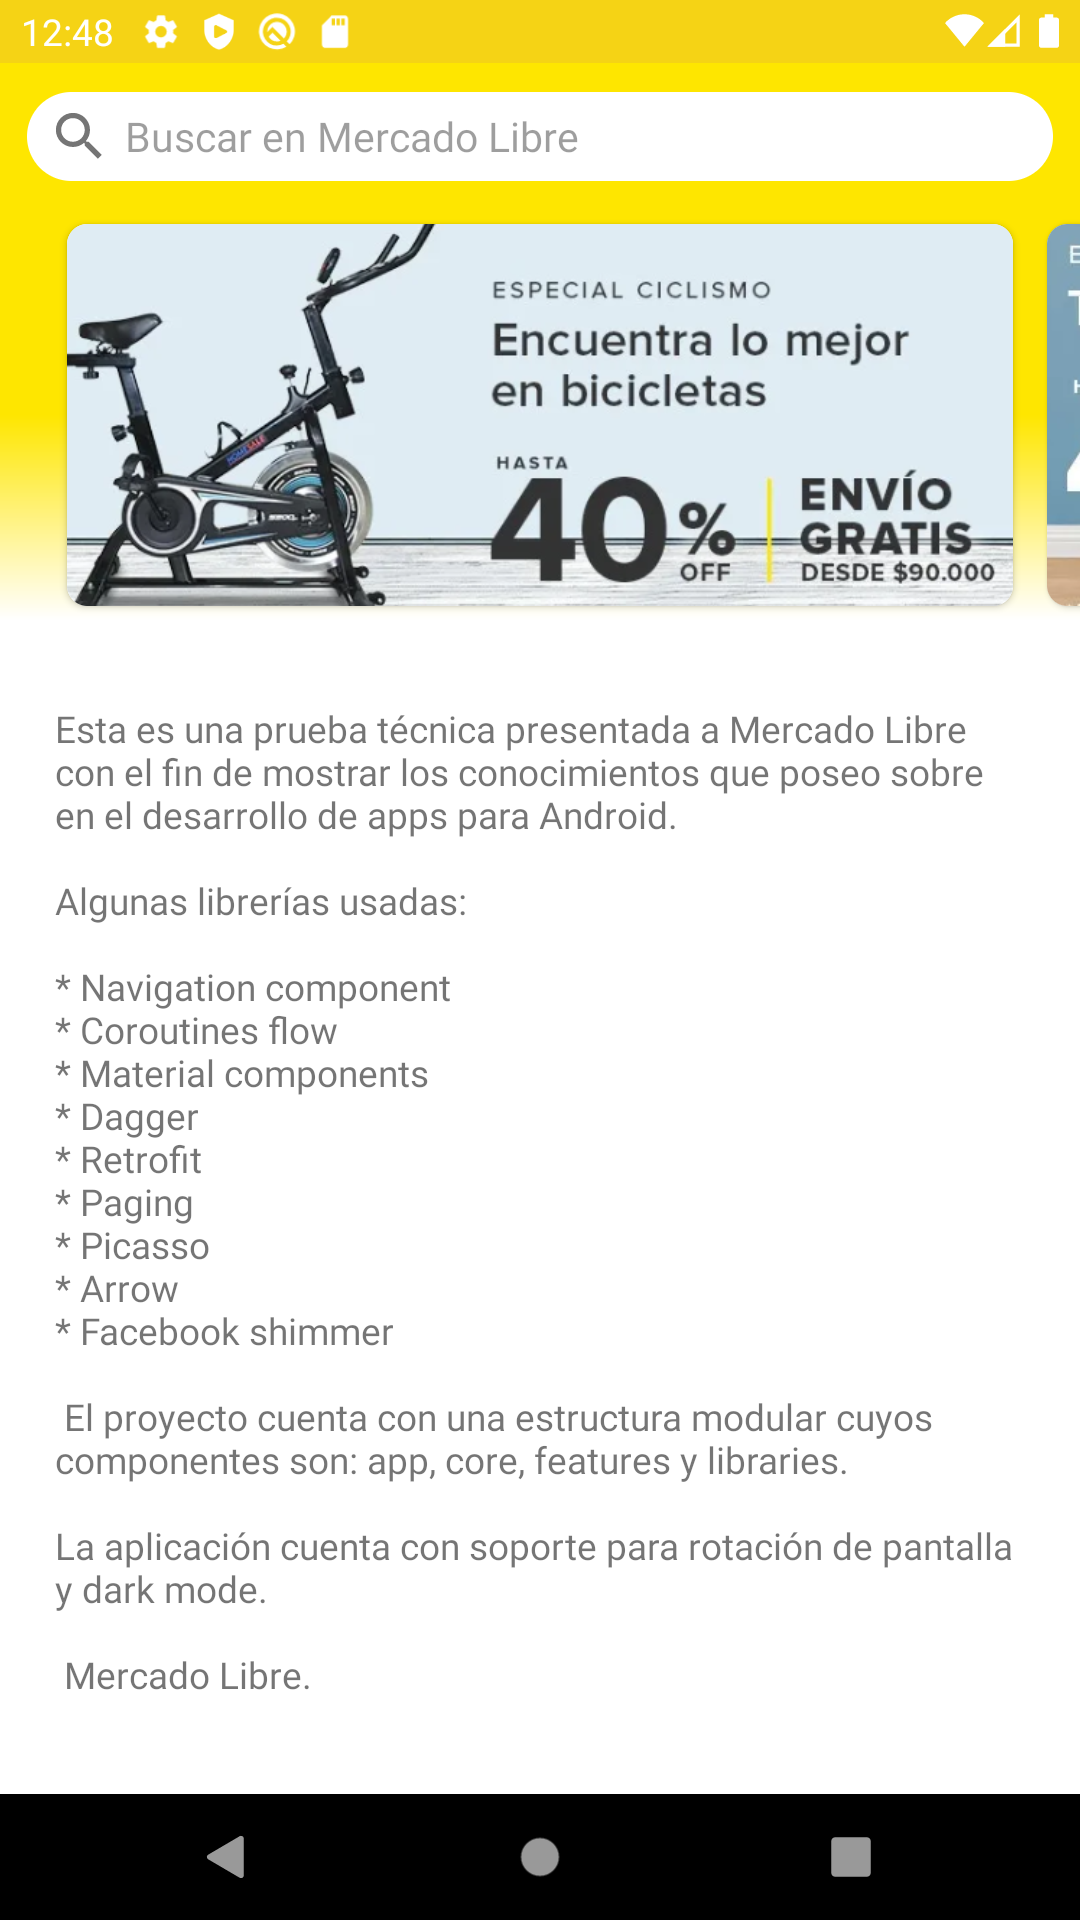 12:48
Buscar en Mercado Libre
ESPECIAL CICLISMO
Encuentra lo mejor
en bicicletas
HASTA
40% OFF
ENVÍO
GRATIS
DESDE $90.000
Esta es una prueba técnica presentada a Mercado Libre
con el fin de mostrar los conocimientos que poseo sobre
en el desarrollo de apps para Android.
Algunas librerías usadas:
* Navigation component
* Coroutines flow
* Material components
* Dagger
* Retrofit
* Paging
* Picasso
* Arrow
* Facebook shimmer
El proyecto cuenta con una estructura modular cuyos
componentes son: app, core, features y libraries.
La aplicación cuenta con soporte para rotación de pantalla
y dark mode.
Mercado Libre.